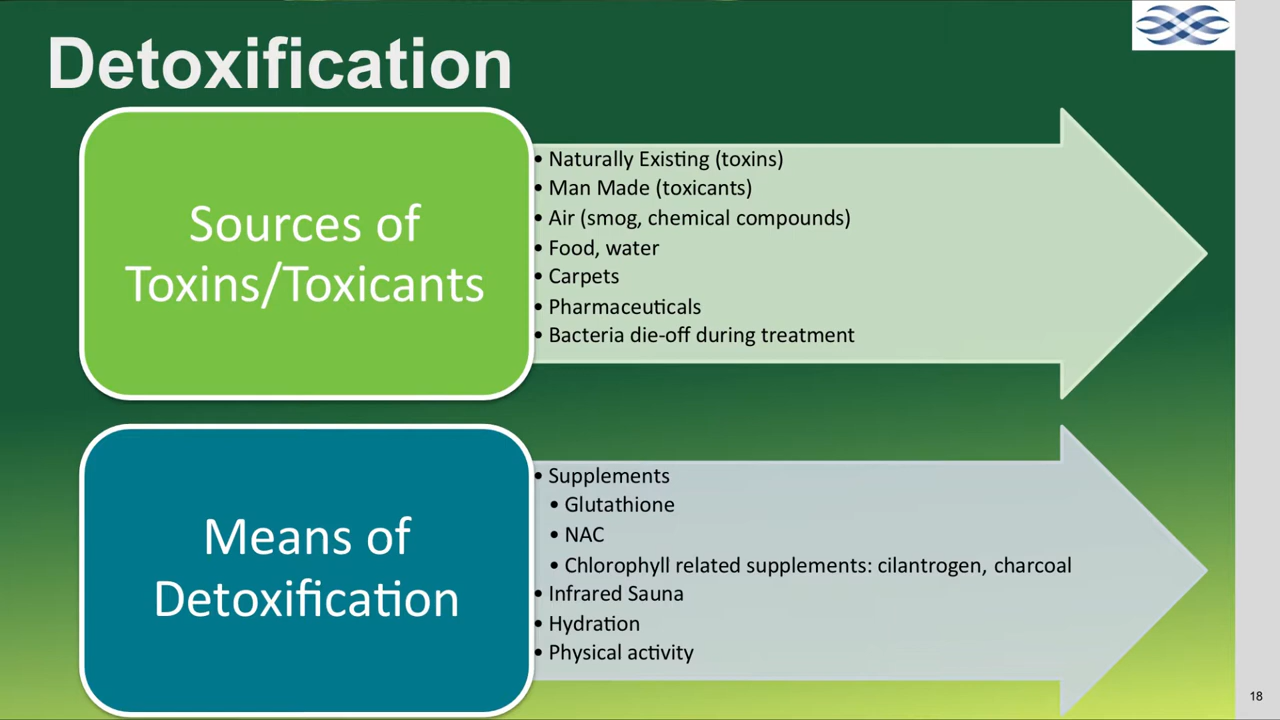 Detoxification
Sources of
Toxins/Toxicants
• Naturally Existing (toxins)
• Man Made (toxicants)
• Air (smog, chemical compounds)
• Food, water
• Carpets
• Pharmaceuticals
• Bacteria die-off during treatment
Means of
Detoxification
• Supplements
• Glutathione
• NAC
• Chlorophyll related supplements: cilantrogen, charcoal
• Infrared Sauna
• Hydration
• Physical activity
18